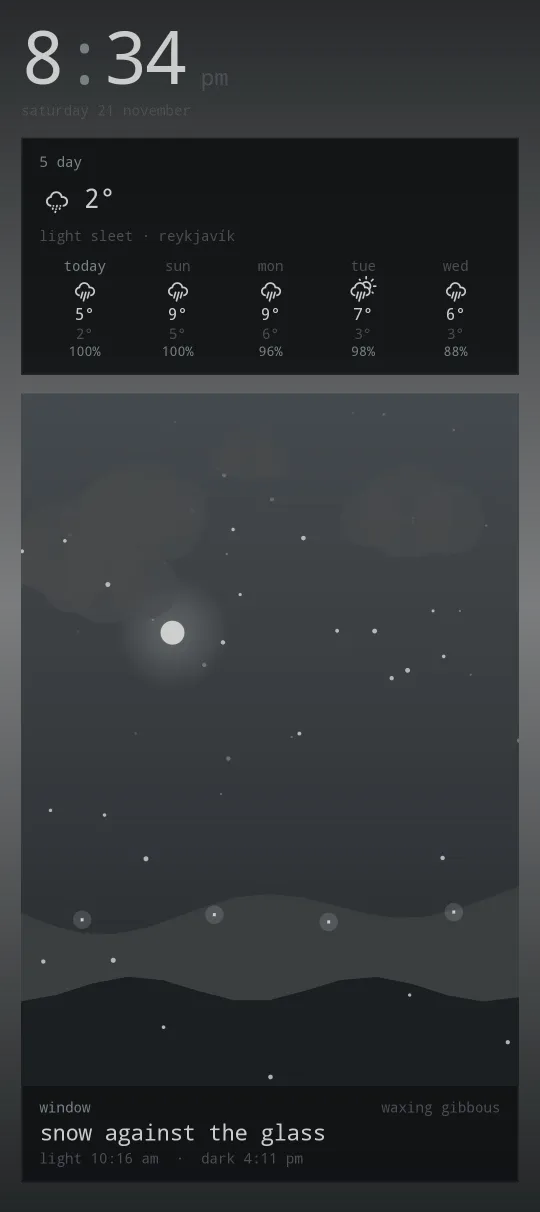 8:34 pm
saturday 21 november
5 day
2°
light sleet · reykjavík
today sun mon tue wed
5° 9° 9° 7° 6°
2° 5° 6° 3° 3°
100% 100% 96% 98% 88%
window waxing gibbous
snow against the glass
light 10:16 am · dark 4:11 pm